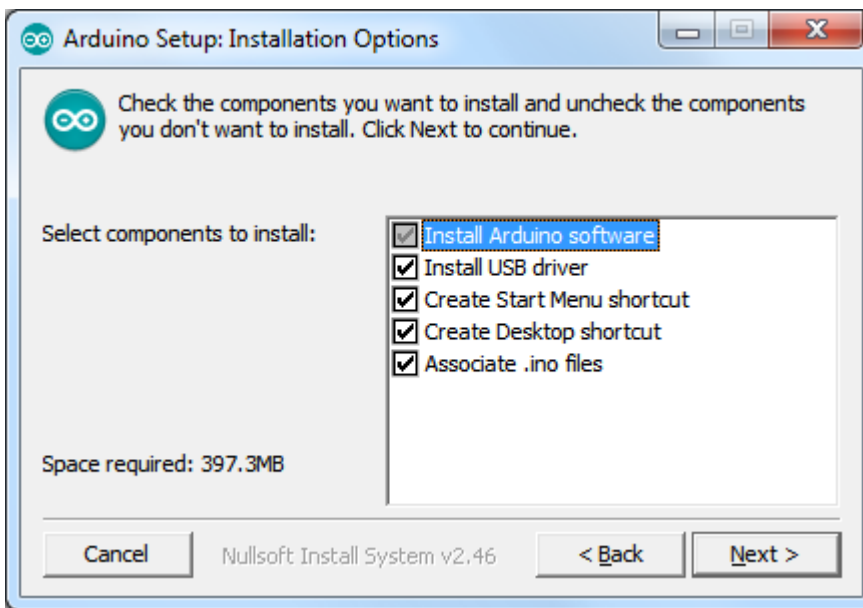 Arduino Setup: Installation Options
Check the components you want to install and uncheck the components
you don't want to install. Click Next to continue.
Select components to install:
Install Arduino software
Install USB driver
Create Start Menu shortcut
Create Desktop shortcut
Associate .ino files
Space required: 397.3MB
Cancel
Nullsoft Install System v2.46
< Back
Next >